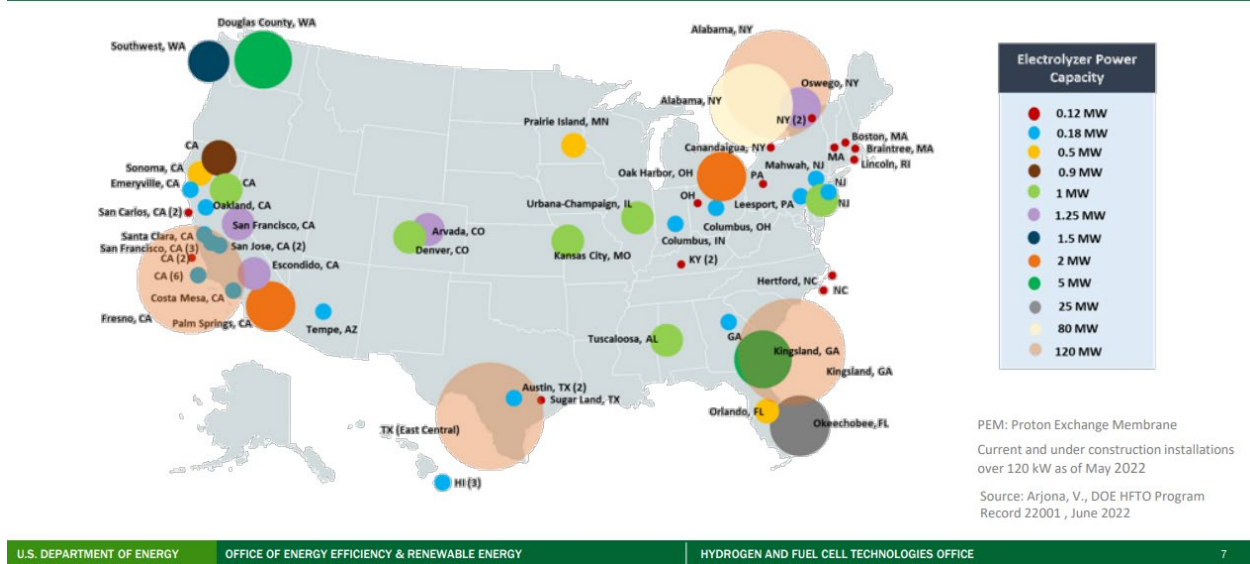 Douglas County, WA
Southwest, WA
Alabama, NY
Oswego, NY
Alabama, NY
NY (2)
Prairie Island, MN
Canandaigua, NY
Boston, MA
Braintree, MA
MA
Lincoln, RI
Mahwah, NJ
CA
Sonoma, CA
Emeryville, CA
CA
Oakland, CA
San Carlos, CA (2)
San Francisco, CA
Santa Clara, CA
San Francisco, CA (3)
San Jose, CA (2)
CA (2)
Escondido, CA
CA (6)
Costa Mesa, CA
Fresno, CA
Palm Springs, CA
Tempe, AZ
Arvada, CO
Denver, CO
Kansas City, MO
Urbana-Champaign, IL
Oak Harbor, OH
PA
OH
NJ
Leesport, PA
NJ
Columbus, OH
Columbus, IN
KY (2)
Hertford, NC
NC
Tuscaloosa, AL
GA
Kingsland, GA
Kingsland, GA
Orlando, FL
Okeechobee, FL
Austin, TX (2)
Sugar Land, TX
TX (East Central)
HI (3)
Electrolyzer Power
Capacity
0.12 MW
0.18 MW
0.5 MW
0.9 MW
1 MW
1.25 MW
1.5 MW
2 MW
5 MW
25 MW
80 MW
120 MW
PEM: Proton Exchange Membrane
Current and under construction installations
over 120 kW as of May 2022
Source: Arjona, V., DOE HFTO Program
Record 22001 , June 2022
U.S. DEPARTMENT OF ENERGY
OFFICE OF ENERGY EFFICIENCY & RENEWABLE ENERGY
HYDROGEN AND FUEL CELL TECHNOLOGIES OFFICE
7